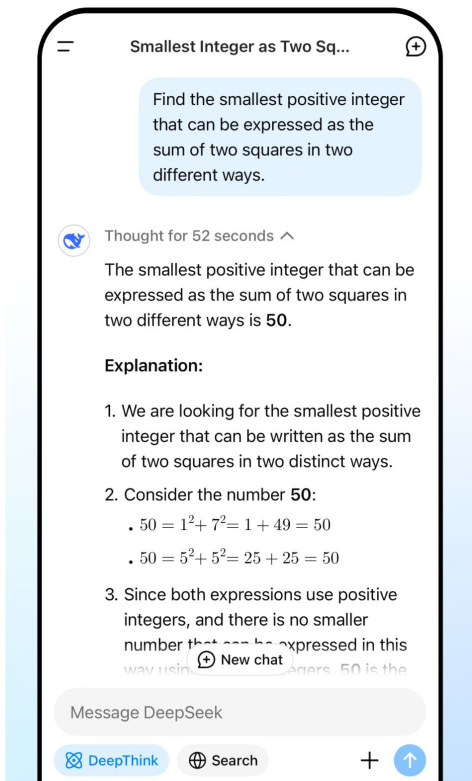 Smallest Integer as Two Sq...
Find the smallest positive integer
that can be expressed as the
sum of two squares in two
different ways.
Thought for 52 seconds
The smallest positive integer that can be
expressed as the sum of two squares in
two different ways is 50.
Explanation:
1. We are looking for the smallest positive
integer that can be written as the sum
of two squares in two distinct ways.
2. Consider the number 50:
• 50 = 1²+ 7²= 1 + 49 = 50
• 50 = 5²+ 5²= 25 + 25 = 50
3. Since both expressions use positive
integers, and there is no smaller
number that can be expressed in this
way 50 is the
New chat
Message DeepSeek
DeepThink
Search